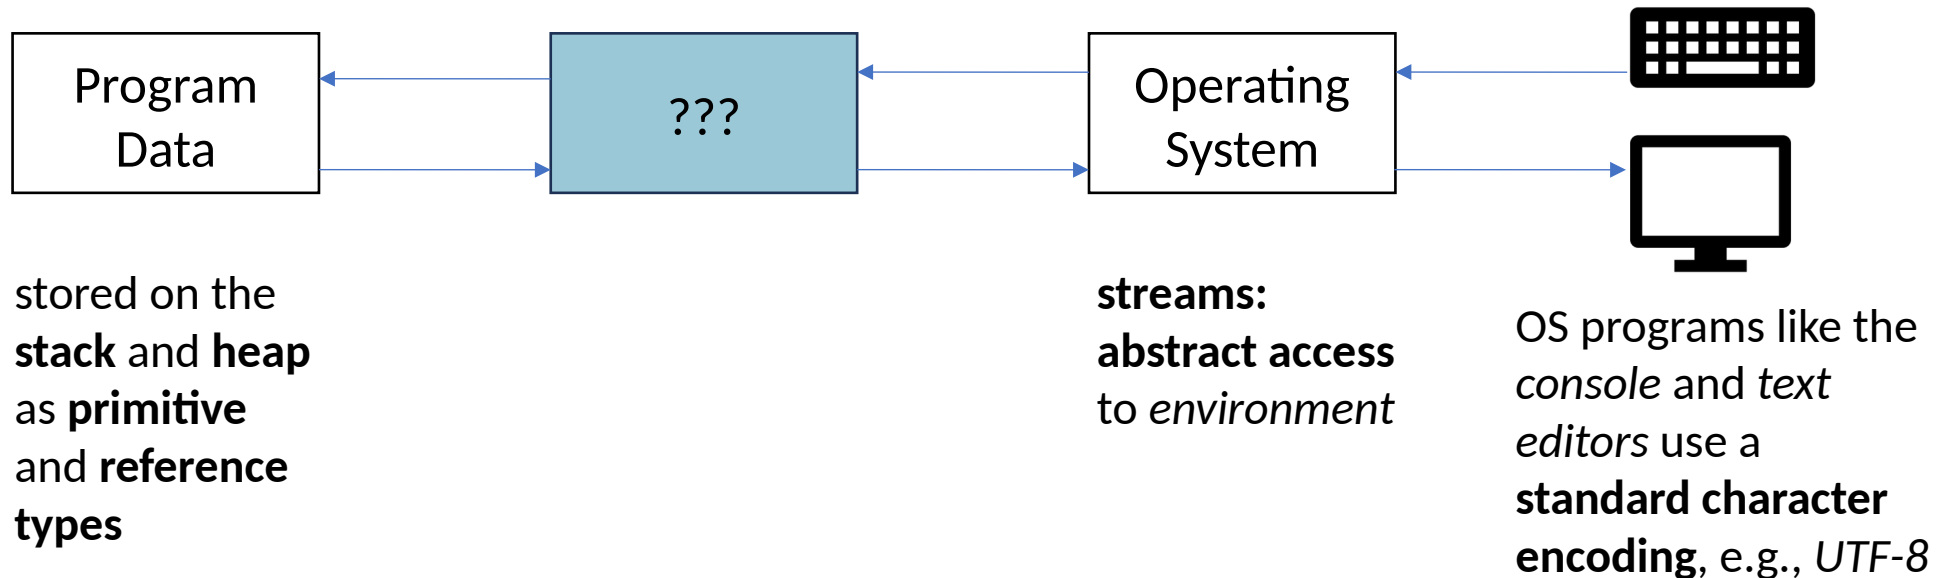 Program
Data
???
Operating
System
stored on the
stack and heap
as primitive
and reference
types
streams:
abstract access
to environment
OS programs like the
console and text
editors use a
standard character
encoding, e.g., UTF-8